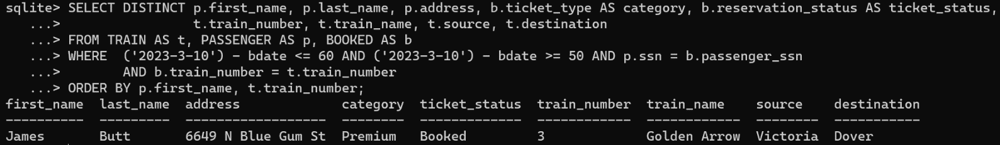 sqlite> SELECT DISTINCT p.first_name, p.last_name, p.address, b.ticket_type AS category, b.reservation_status AS ticket_status,
   ...>                 t.train_number, t.train_name, t.source, t.destination
   ...> FROM TRAIN AS t, PASSENGER AS p, BOOKED AS b
   ...> WHERE  ('2023-3-10') - bdate <= 60 AND ('2023-3-10') - bdate >= 50 AND p.ssn = b.passenger_ssn
   ...>        AND b.train_number = t.train_number
   ...> ORDER BY p.first_name, t.train_number;
first_name  last_name  address             category  ticket_status  train_number  train_name    source    destination
----------  ---------  ------------------  --------  -------------  ------------  ------------  --------  -----------
James       Butt       6649 N Blue Gum St  Premium   Booked         3             Golden Arrow  Victoria  Dover